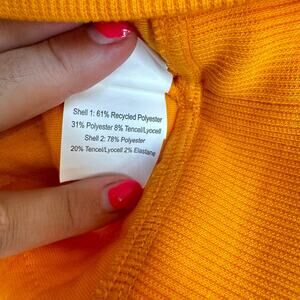 Shell 1: 61% Recycled Polyester
31% Polyester 8% Tencel/Lyocell
Shell 2: 78% Polyester
20% Tencel/Lyocell 2% Elastane